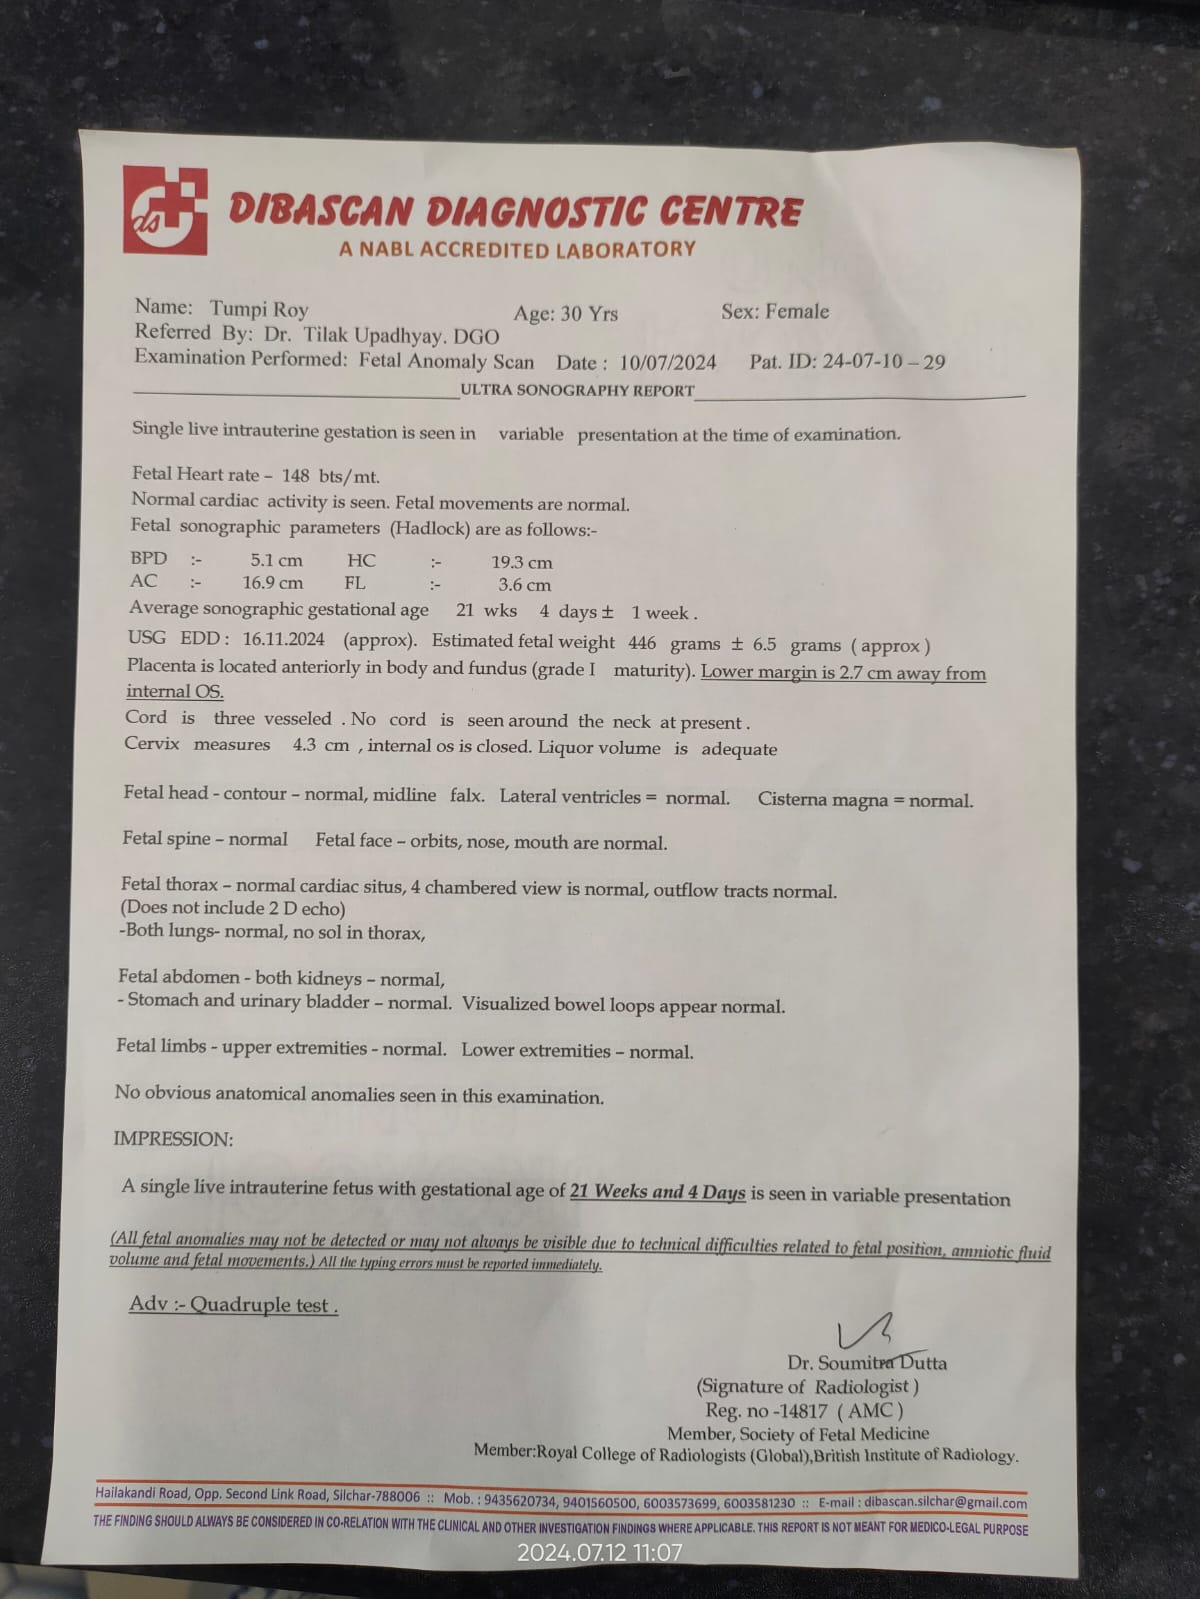 ds
DIBASCAN DIAGNOSTIC CENTRE
A NABL ACCREDITED LABORATORY
Name: Tumpi Roy Age: 30 Yrs Sex: Female
Referred By: Dr. Tilak Upadhyay. DGO
Examination Performed: Fetal Anomaly Scan Date : 10/07/2024 Pat. ID: 24-07-10 – 29
ULTRA SONOGRAPHY REPORT
Single live intrauterine gestation is seen in variable presentation at the time of examination.
Fetal Heart rate – 148 bts/mt.
Normal cardiac activity is seen. Fetal movements are normal.
Fetal sonographic parameters (Hadlock) are as follows:-
BPD :- 5.1 cm HC :- 19.3 cm
AC :- 16.9 cm FL :- 3.6 cm
Average sonographic gestational age 21 wks 4 days ± 1 week .
USG EDD : 16.11.2024 (approx). Estimated fetal weight 446 grams ± 6.5 grams ( approx )
Placenta is located anteriorly in body and fundus (grade I maturity). Lower margin is 2.7 cm away from
internal OS.
Cord is three vesseled . No cord is seen around the neck at present .
Cervix measures 4.3 cm , internal os is closed. Liquor volume is adequate
Fetal head - contour – normal, midline falx. Lateral ventricles = normal. Cisterna magna = normal.
Fetal spine – normal Fetal face – orbits, nose, mouth are normal.
Fetal thorax – normal cardiac situs, 4 chambered view is normal, outflow tracts normal.
(Does not include 2 D echo)
-Both lungs- normal, no sol in thorax,
Fetal abdomen - both kidneys – normal,
- Stomach and urinary bladder – normal. Visualized bowel loops appear normal.
Fetal limbs - upper extremities - normal. Lower extremities – normal.
No obvious anatomical anomalies seen in this examination.
IMPRESSION:
A single live intrauterine fetus with gestational age of 21 Weeks and 4 Days is seen in variable presentation
(All fetal anomalies may not be detected or may not always be visible due to technical difficulties related to fetal position, amniotic fluid
volume and fetal movements.) All the typing errors must be reported immediately.
Adv :- Quadruple test .
Dr. Soumitra Dutta
(Signature of Radiologist )
Reg. no -14817 ( AMC )
Member, Society of Fetal Medicine
Member:Royal College of Radiologists (Global),British Institute of Radiology.
Hailakandi Road, Opp. Second Link Road, Silchar-788006 :: Mob. : 9435620734, 9401560500, 6003573699, 6003581230 :: E-mail : dibascan.silchar@gmail.com
THE FINDING SHOULD ALWAYS BE CONSIDERED IN CO-RELATION WITH THE CLINICAL AND OTHER INVESTIGATION FINDINGS WHERE APPLICABLE. THIS REPORT IS NOT MEANT FOR MEDICO-LEGAL PURPOSE
2024.07.12 11:07